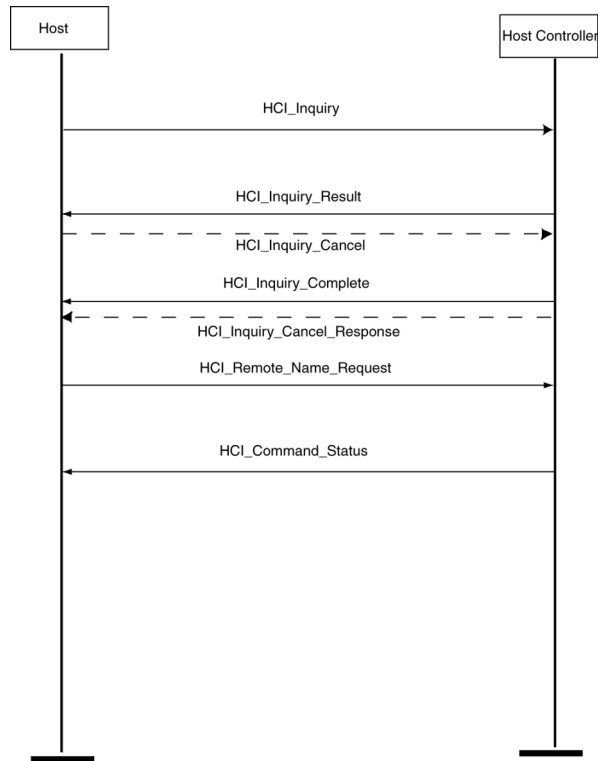 Host
Host Controller
HCI_Inquiry
HCI_Inquiry_Result
HCI_Inquiry_Cancel
HCI_Inquiry_Complete
HCI_Inquiry_Cancel_Response
HCI_Remote_Name_Request
HCI_Command_Status